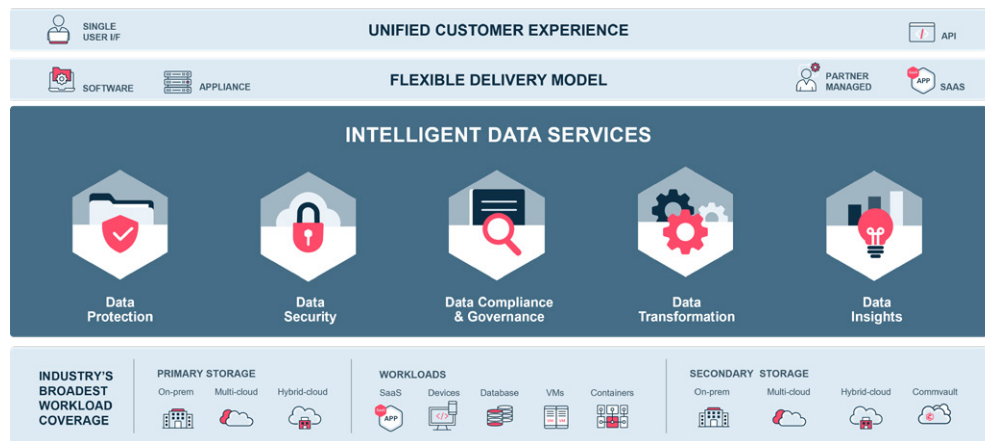 SINGLE
USER I/F
UNIFIED CUSTOMER EXPERIENCE
API
SOFTWARE
APPLIANCE
FLEXIBLE DELIVERY MODEL
PARTNER
MANAGED
APP
SAAS
INTELLIGENT DATA SERVICES
Data
Protection
Data
Security
Data Compliance
& Governance
Data
Transformation
Data
Insights
INDUSTRY'S
BROADEST
WORKLOAD
COVERAGE
PRIMARY STORAGE
On-prem
Multi-cloud
Hybrid-cloud
WORKLOADS
SaaS
Devices
Database
VMs
Containers
APP
SECONDARY STORAGE
On-prem
Multi-cloud
Hybrid-cloud
Commvault